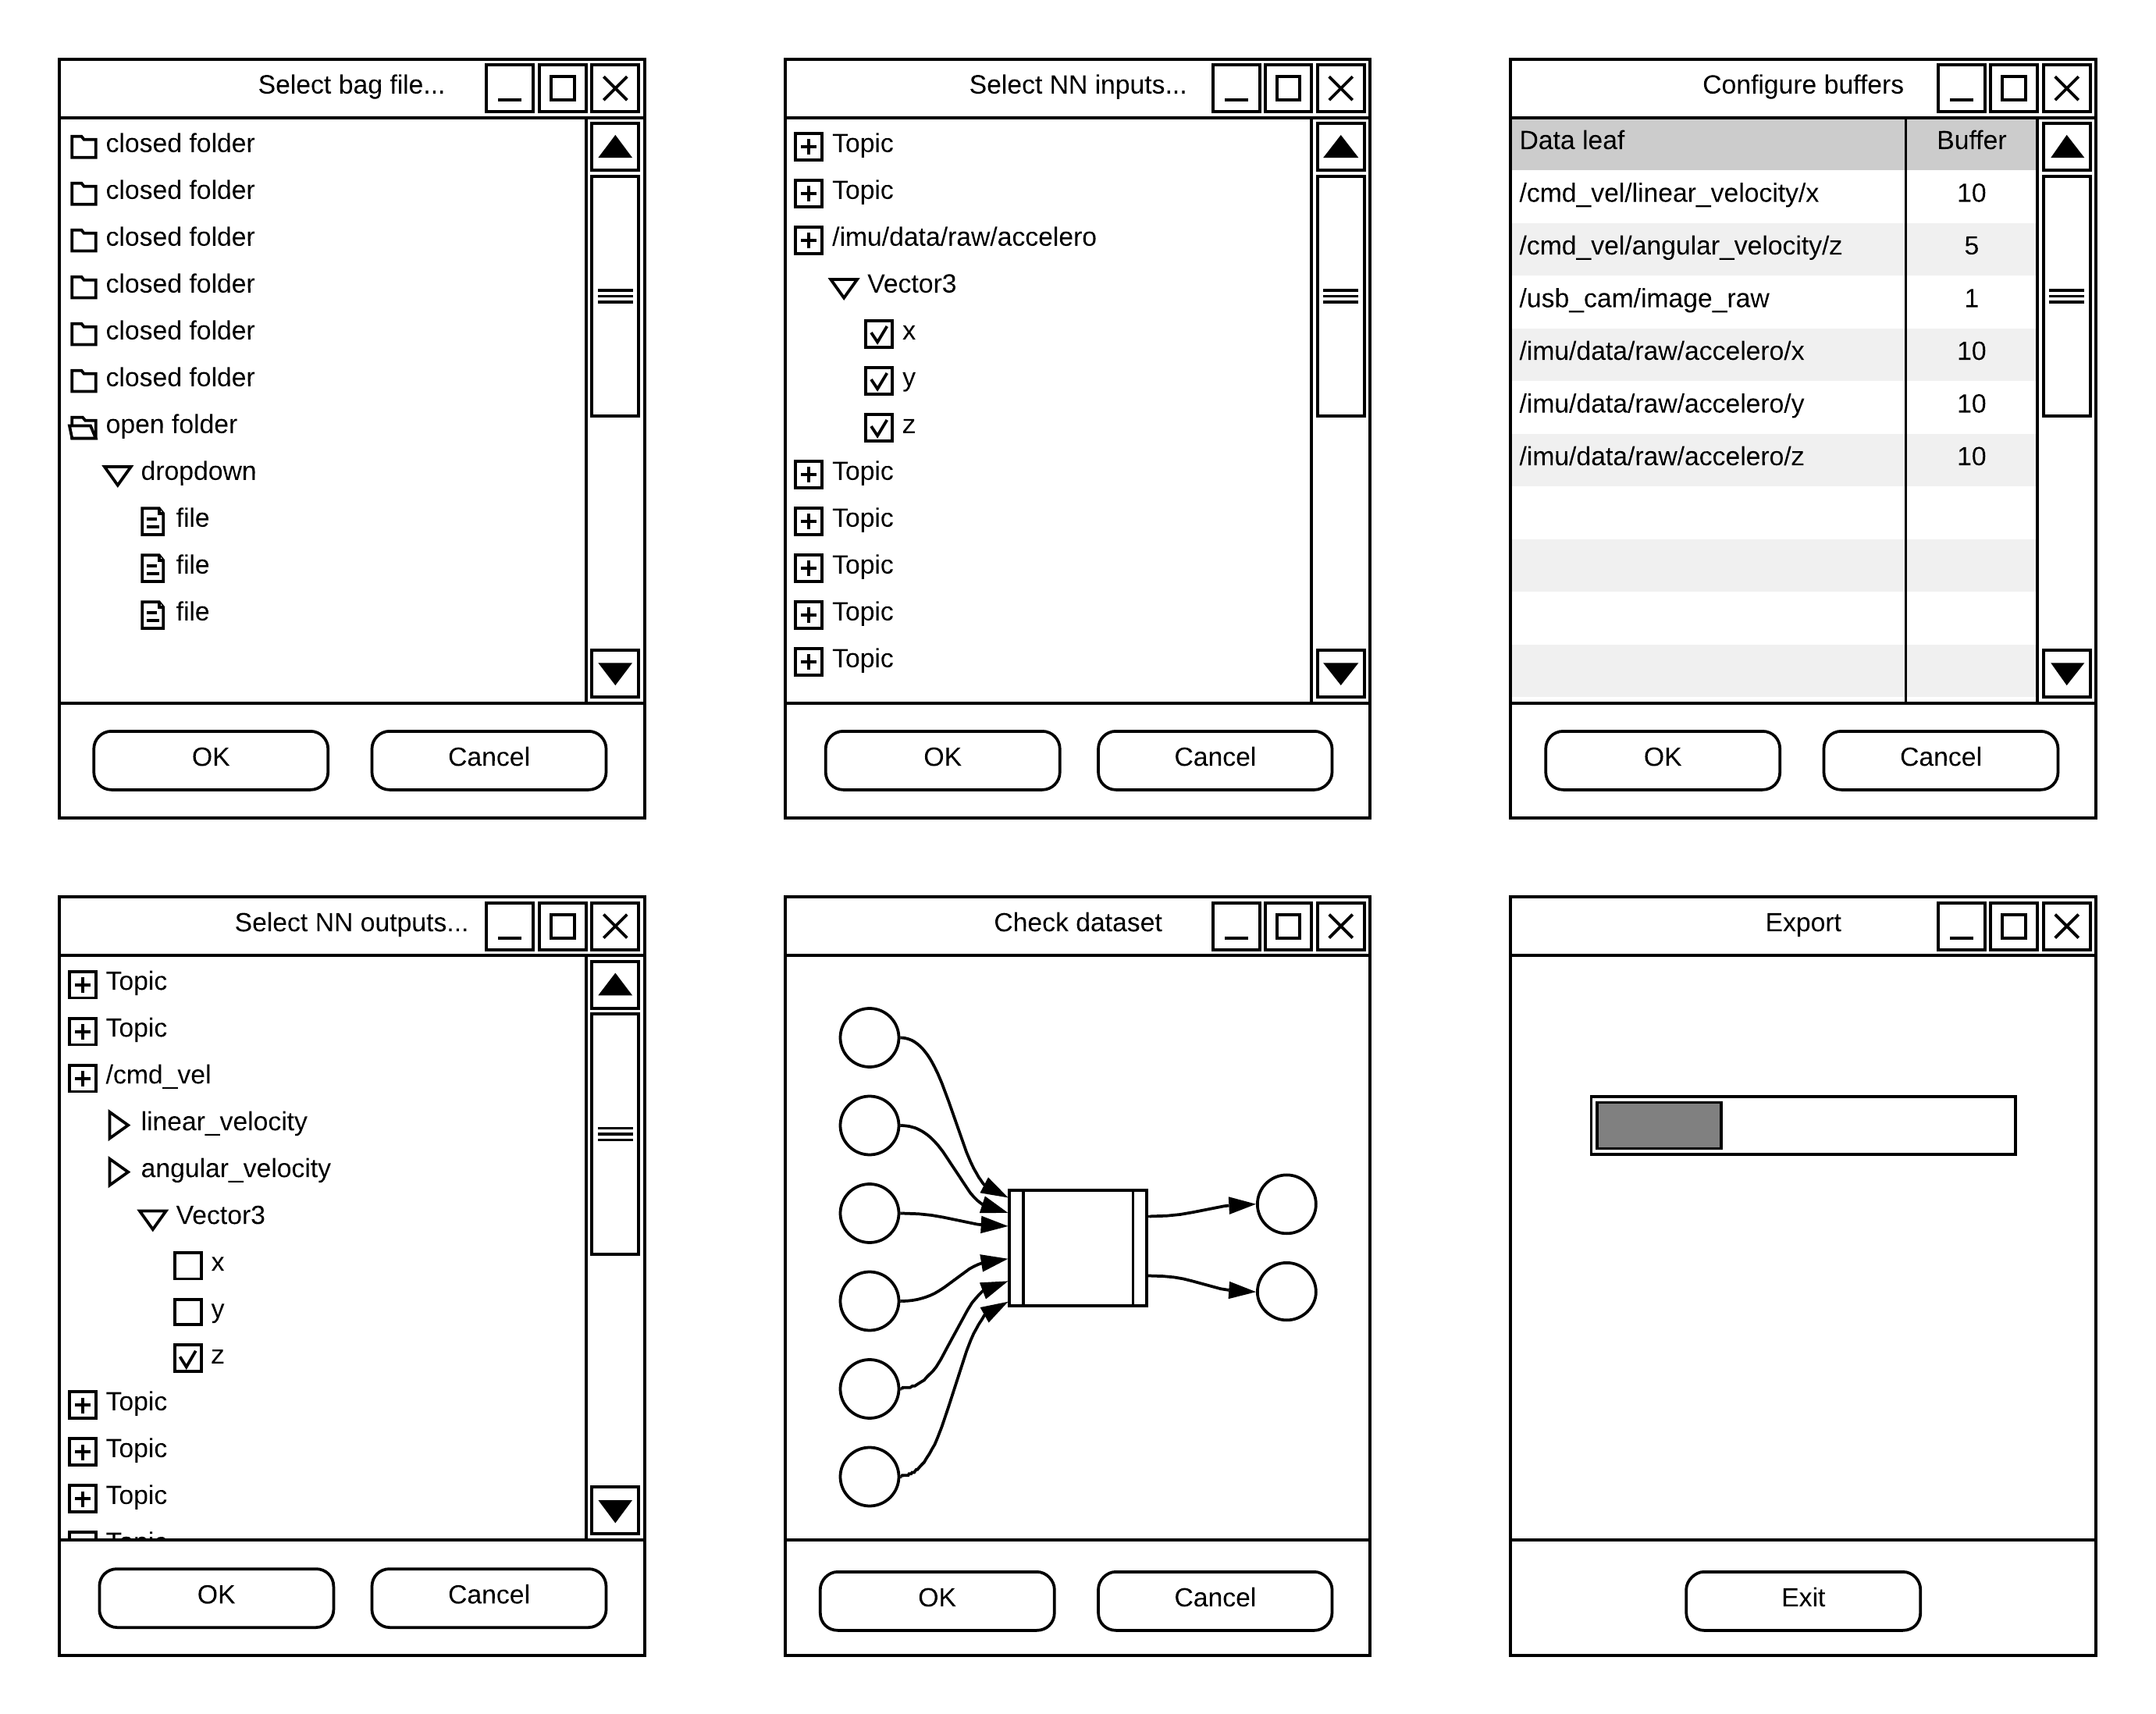 Select bag file...
closed folder
closed folder
closed folder
closed folder
closed folder
closed folder
open folder
dropdown
file
file
file
OK Cancel
Select NN inputs...
Topic
Topic
/imu/data/raw/accelero
Vector3
x
y
z
Topic
Topic
Topic
Topic
Topic
OK Cancel
Configure buffers
Data leaf Buffer
/cmd_vel/linear_velocity/x 10
/cmd_vel/angular_velocity/z 5
/usb_cam/image_raw 1
/imu/data/raw/accelero/x 10
/imu/data/raw/accelero/y 10
/imu/data/raw/accelero/z 10
OK Cancel
Select NN outputs...
Topic
Topic
/cmd_vel
linear_velocity
angular_velocity
Vector3
x
y
z
Topic
Topic
Topic
Topic
OK Cancel
Check dataset
OK Cancel
Export
Exit